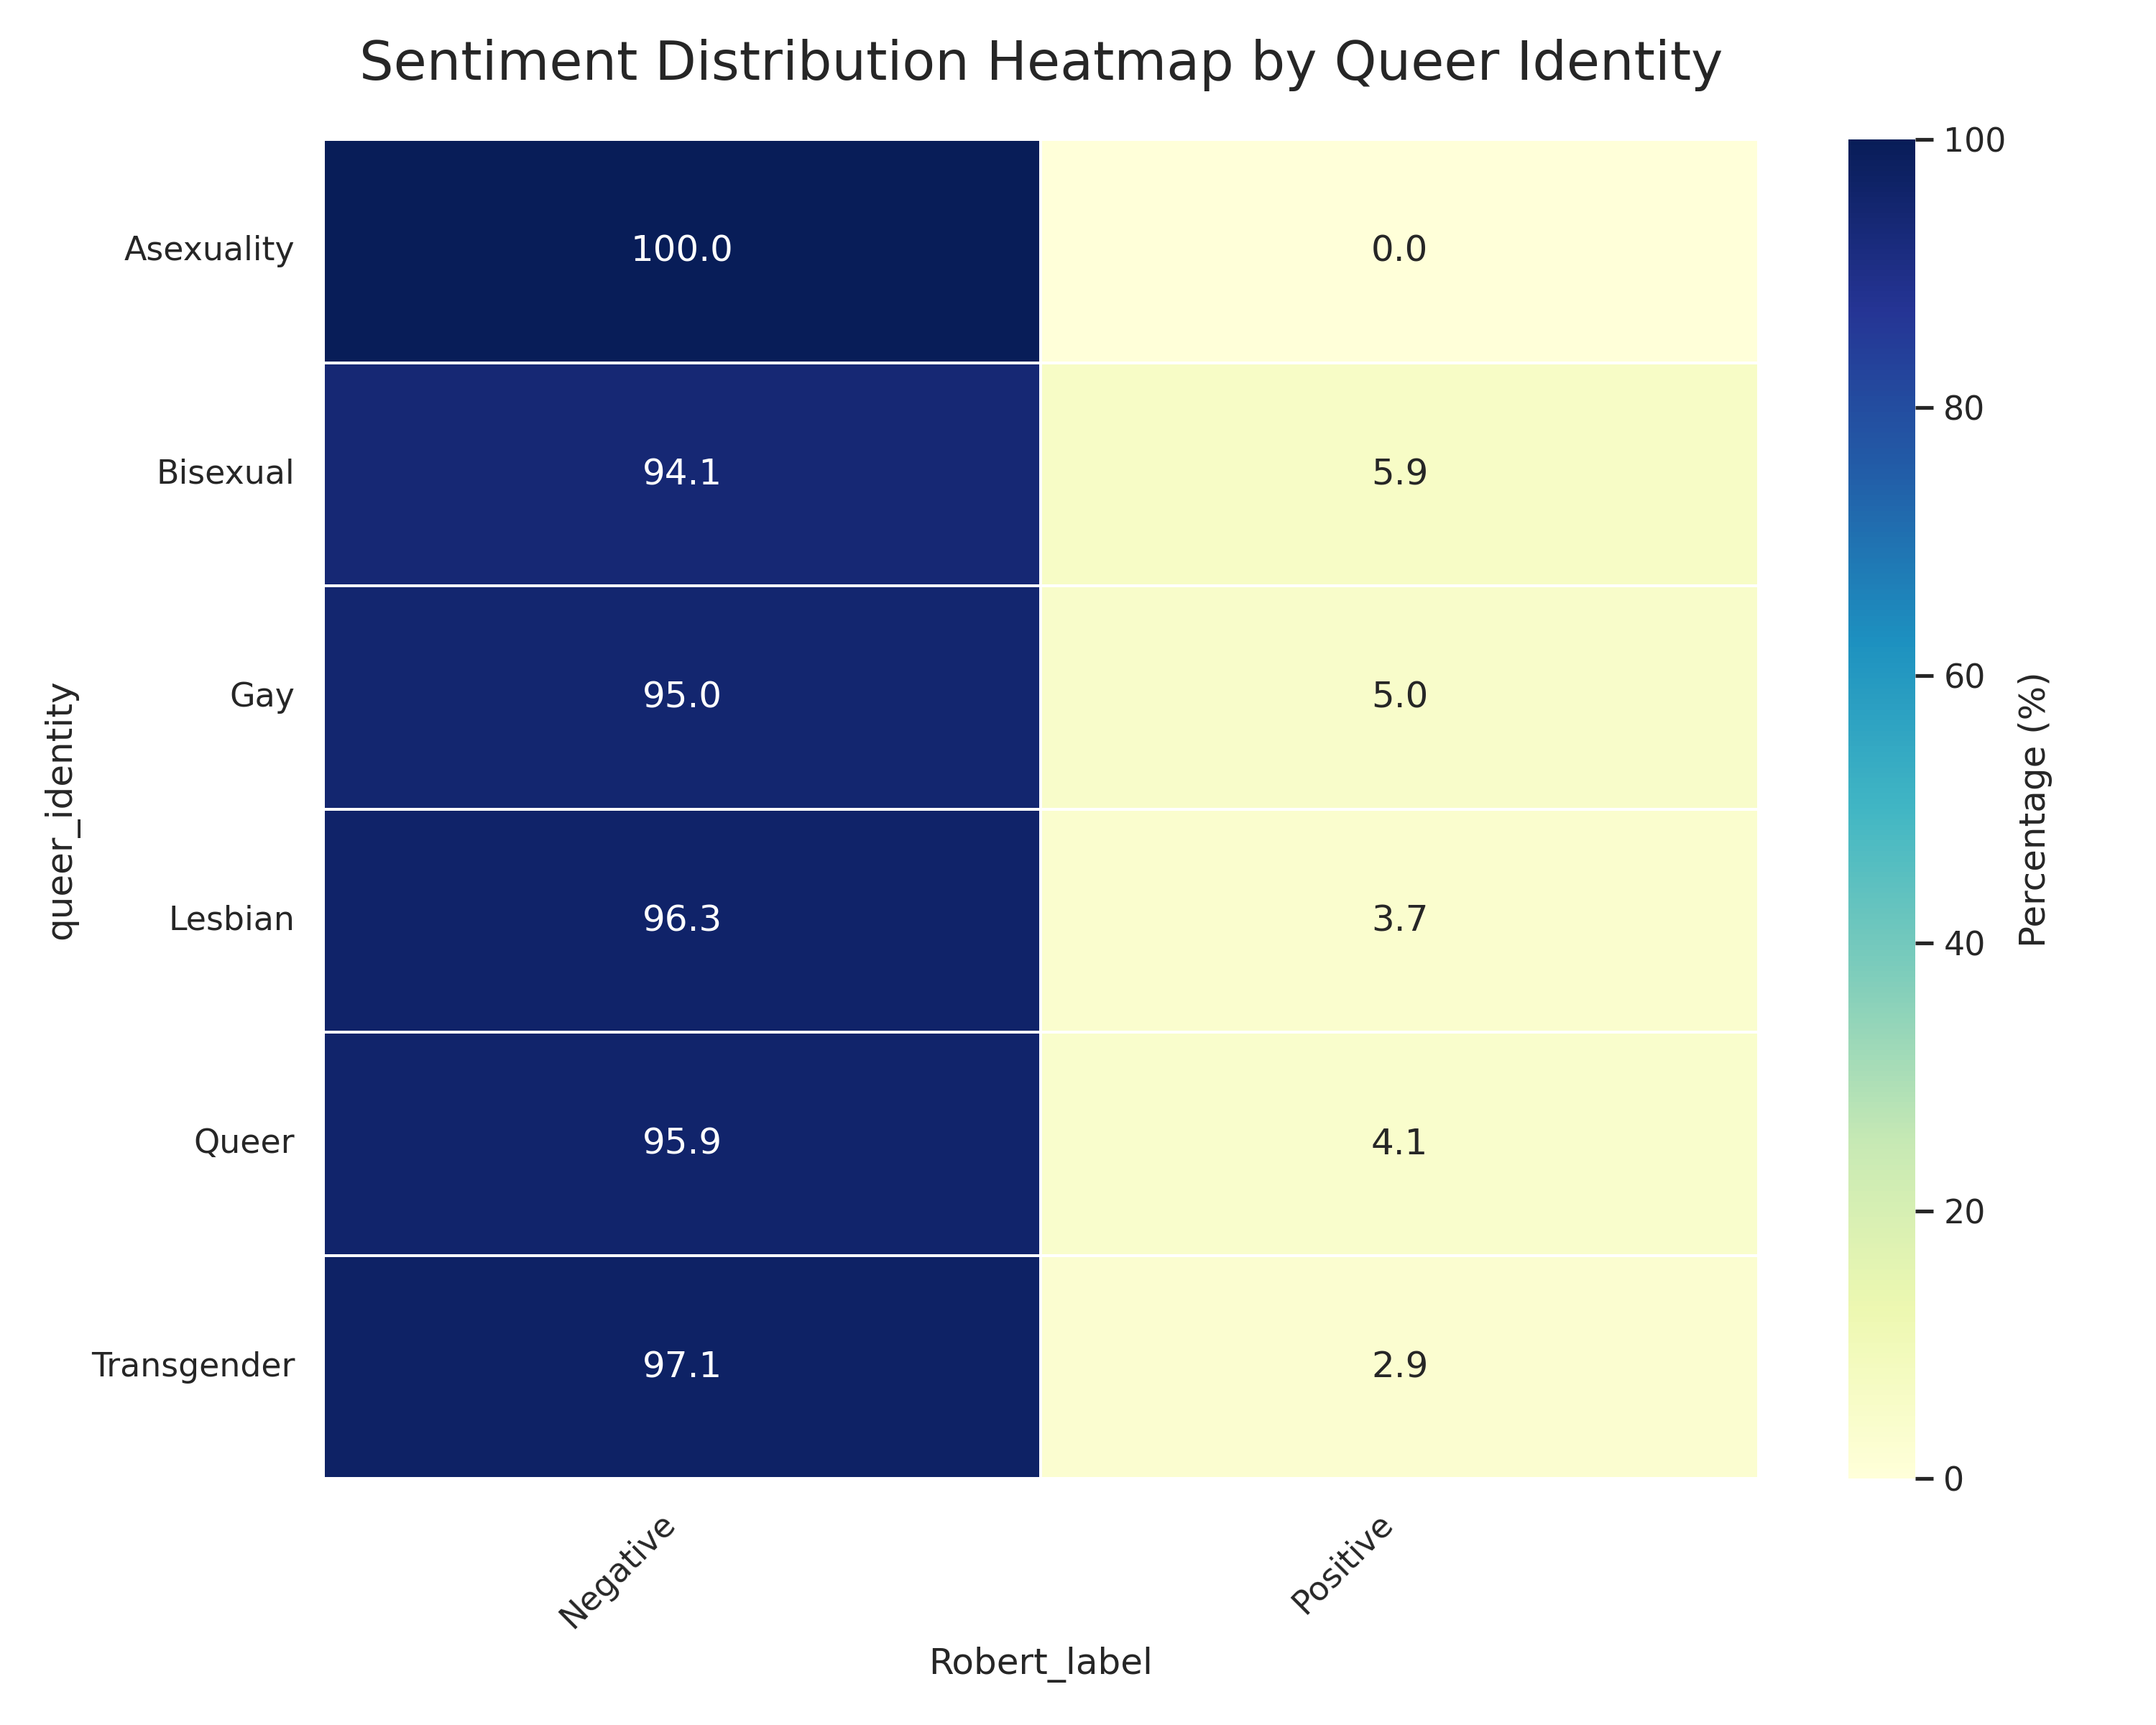 Sentiment Distribution Heatmap by Queer Identity
Asexuality 100.0 0.0
Bisexual 94.1 5.9
Gay 95.0 5.0
Lesbian 96.3 3.7
Queer 95.9 4.1
Transgender 97.1 2.9
queer_identity
Negative Positive
Robert_label
100
80
60
40
20
0
Percentage (%)